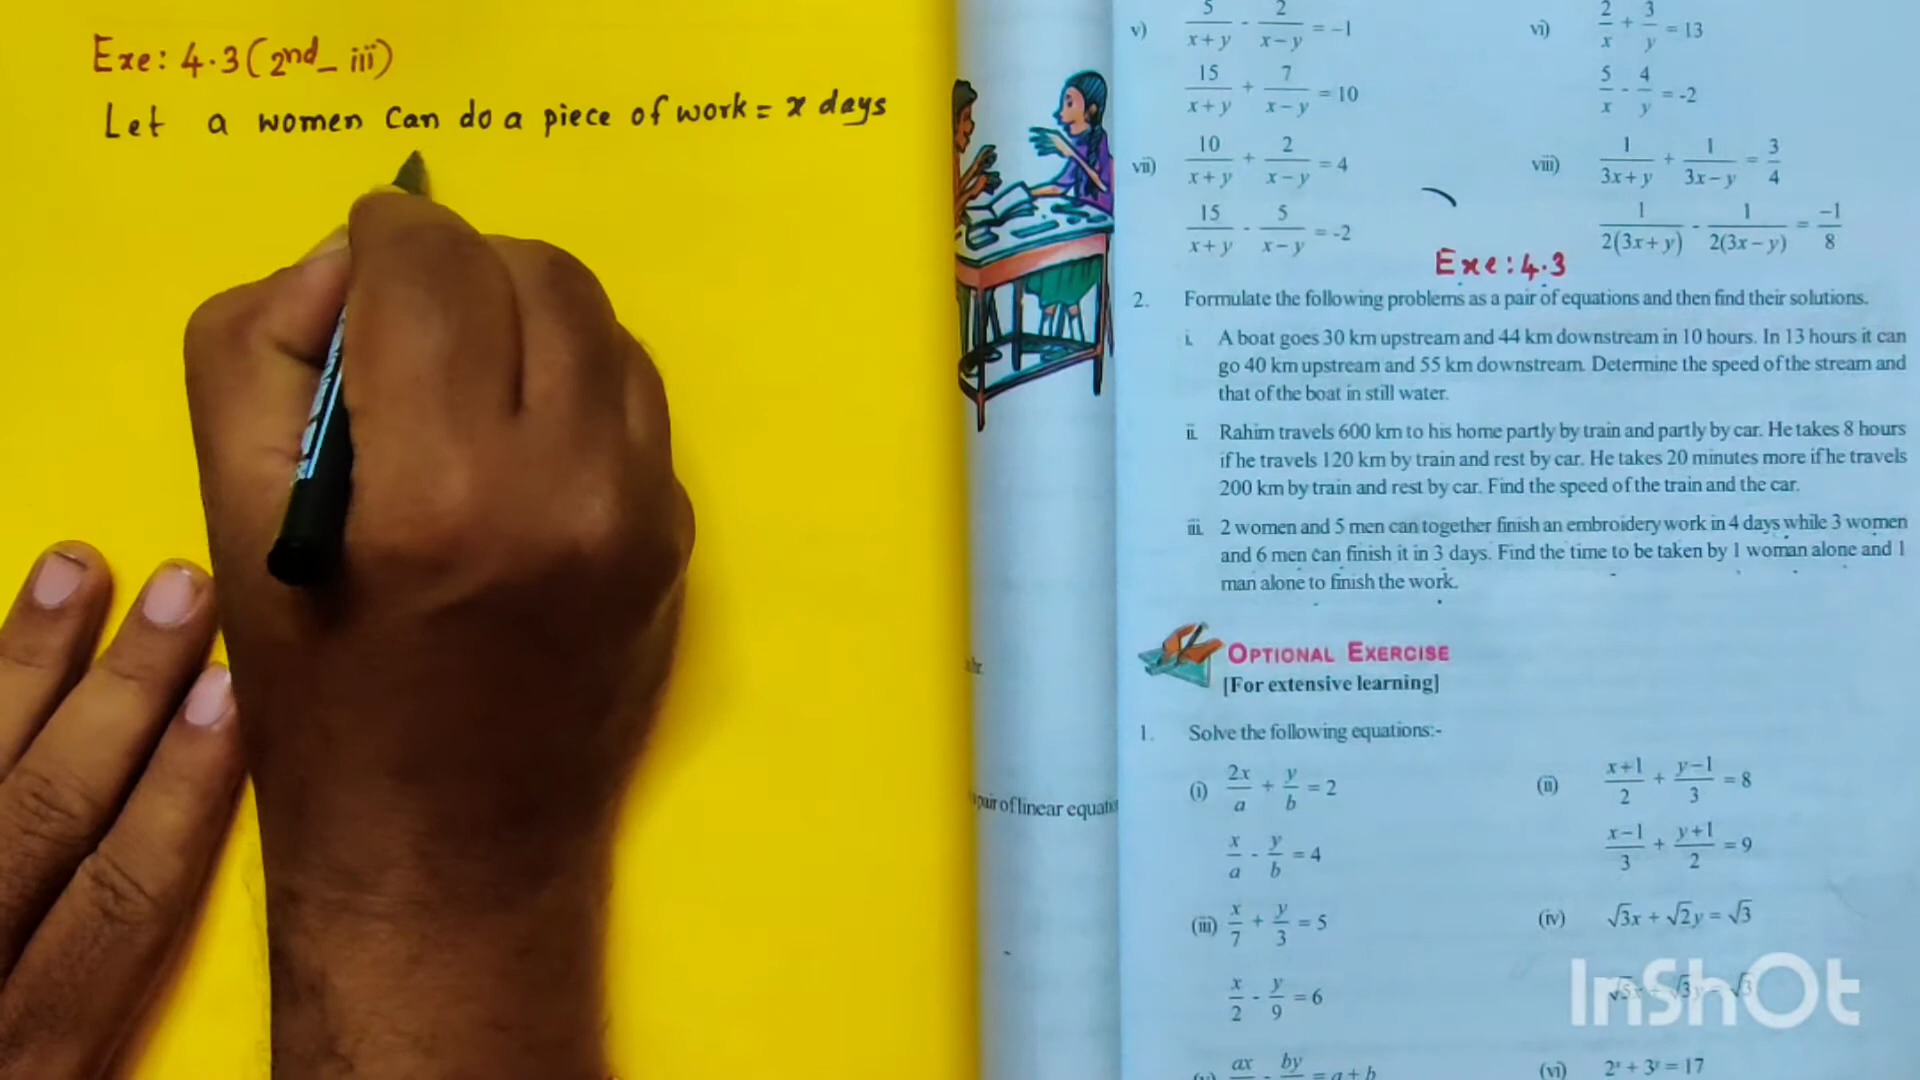 Exe: 4.3(2nd_ iii)
Let a women can do a piece of work = x days
v) 5/(x+y) - 2/(x-y) = -1
15/(x+y) + 7/(x-y) = 10
vi) 2/x + 3/y = 13
5/x - 4/y = -2
vii) 10/(x+y) + 2/(x-y) = 4
15/(x+y) - 5/(x-y) = -2
viii) 1/(3x+y) + 1/(3x-y) = 3/4
1/(2(3x+y)) - 1/(2(3x-y)) = -1/8
Exe: 4.3
2. Formulate the following problems as a pair of equations and then find their solutions.
i. A boat goes 30 km upstream and 44 km downstream in 10 hours. In 13 hours it can
go 40 km upstream and 55 km downstream. Determine the speed of the stream and
that of the boat in still water.
ii. Rahim travels 600 km to his home partly by train and partly by car. He takes 8 hours
if he travels 120 km by train and rest by car. He takes 20 minutes more if he travels
200 km by train and rest by car. Find the speed of the train and the car.
iii. 2 women and 5 men can together finish an embroidery work in 4 days while 3 women
and 6 men can finish it in 3 days. Find the time to be taken by 1 woman alone and 1
man alone to finish the work.
pair of linear
OPTIONAL EXERCISE
[For extensive learning]
1. Solve the following equations:-
(i) 2x/a + y/b = 2
x/a - y/b = 4
(ii) (x+1)/2 + (y-1)/3 = 8
(x-1)/3 + (y+1)/2 = 9
(iii) x/7 + y/3 = 5
x/2 - y/9 = 6
(iv) √3x + √2y = √3
ax by = a + b
(vi) 2ˣ + 3ʸ = 17
InShOt